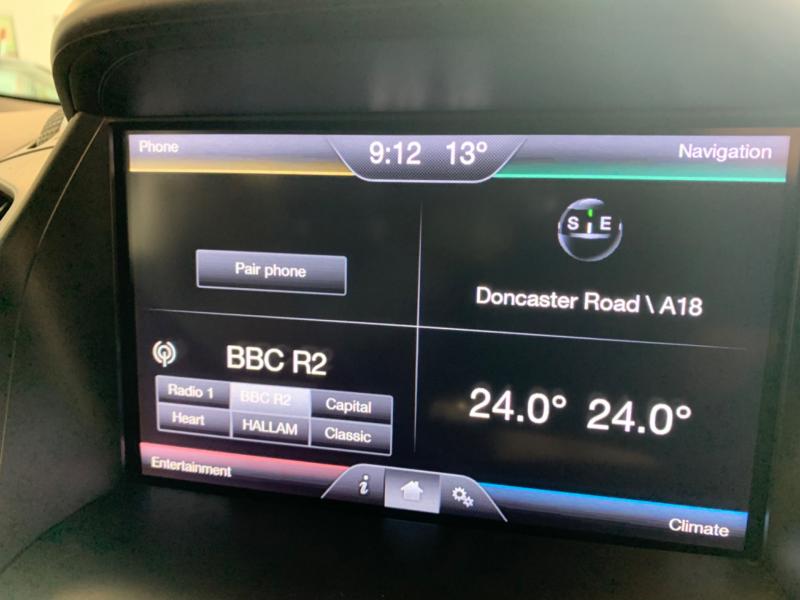 Phone
9:12 13°
Navigation
Pair phone
S E
Doncaster Road \ A18
BBC R2
Radio 1 BBC R2 Capital
Heart HALLAM Classic
24.0° 24.0°
Entertainment
i
Climate